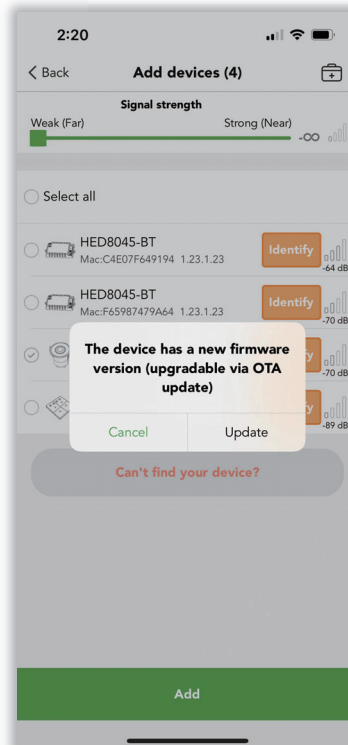 2:20
Back
Add devices (4)
Signal strength
Weak (Far)
Strong (Near)
-∞
Select all
HED8045-BT
Mac:C4E07F649194 1.23.1.23
Identify
-64 dB
HED8045-BT
Mac:F65987479A64 1.23.1.23
Identify
-70 dB
The device has a new firmware
version (upgradable via OTA
update)
y
-70 dB
Cancel
Update
y
-89 dB
Can't find your device?
Add